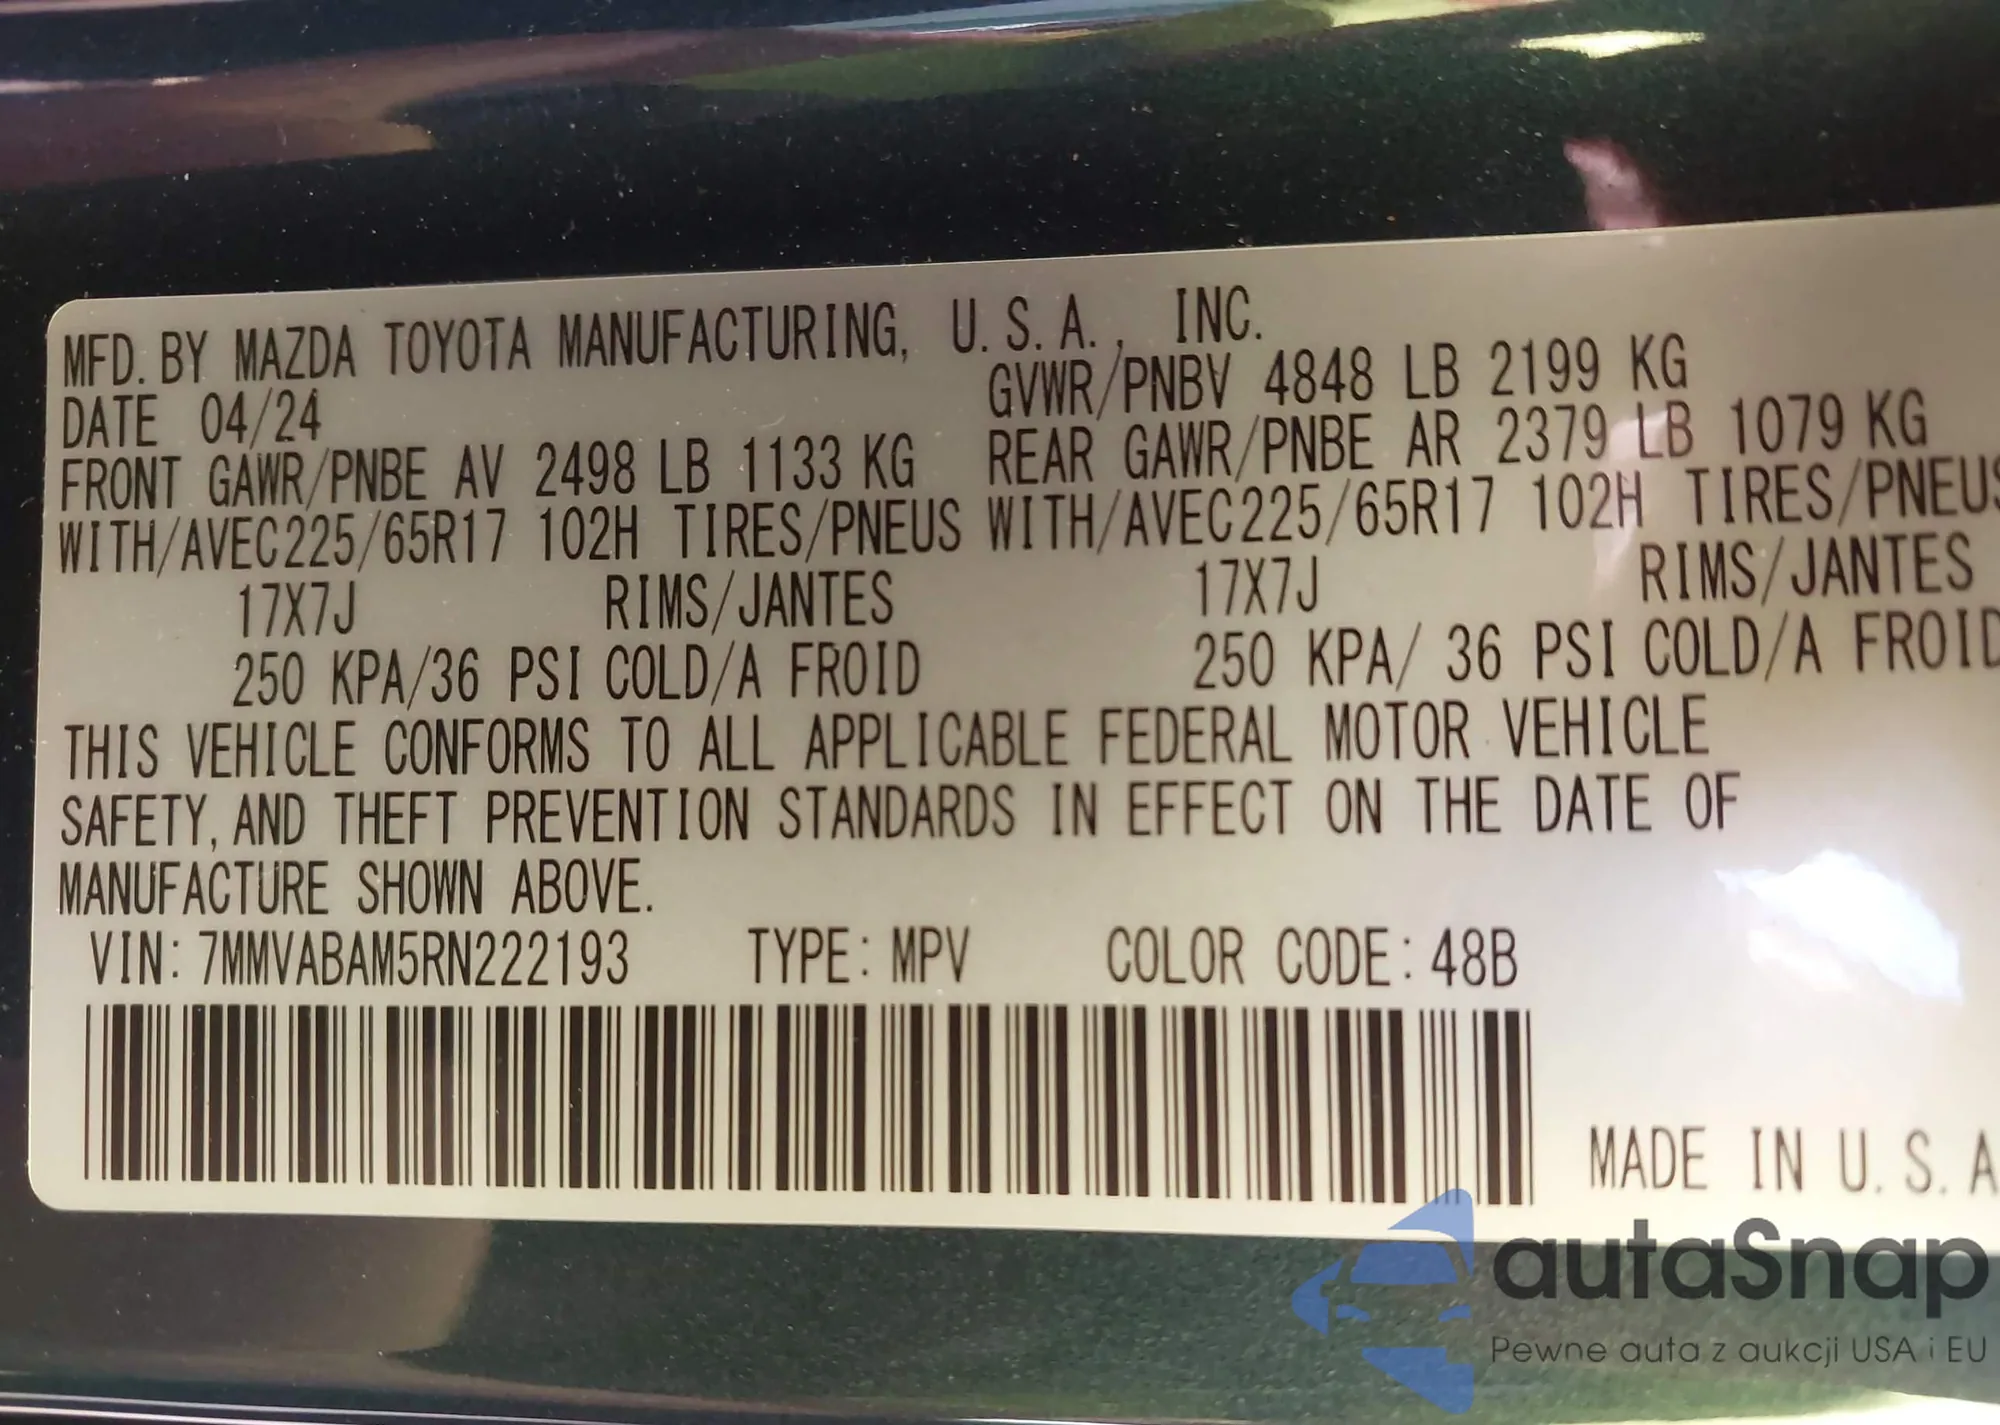 MFD. BY MAZDA TOYOTA MANUFACTURING, U.S.A., INC.
DATE 04/24 GVWR/PNBV 4848 LB 2199 KG
FRONT GAWR/PNBE AV 2498 LB 1133 KG REAR GAWR/PNBE AR 2379 LB 1079 KG
WITH/AVEC225/65R17 102H TIRES/PNEUS WITH/AVEC225/65R17 102H TIRES/PNEUS
17X7J RIMS/JANTES 17X7J RIMS/JANTES
250 KPA/36 PSI COLD/A FROID 250 KPA/ 36 PSI COLD/A FROID
THIS VEHICLE CONFORMS TO ALL APPLICABLE FEDERAL MOTOR VEHICLE
SAFETY, AND THEFT PREVENTION STANDARDS IN EFFECT ON THE DATE OF
MANUFACTURE SHOWN ABOVE.
VIN: 7MMVABAM5RN222193 TYPE: MPV COLOR CODE: 48B
MADE IN U.S.A
autaSnap
Pewne auta z aukcji USA i EU